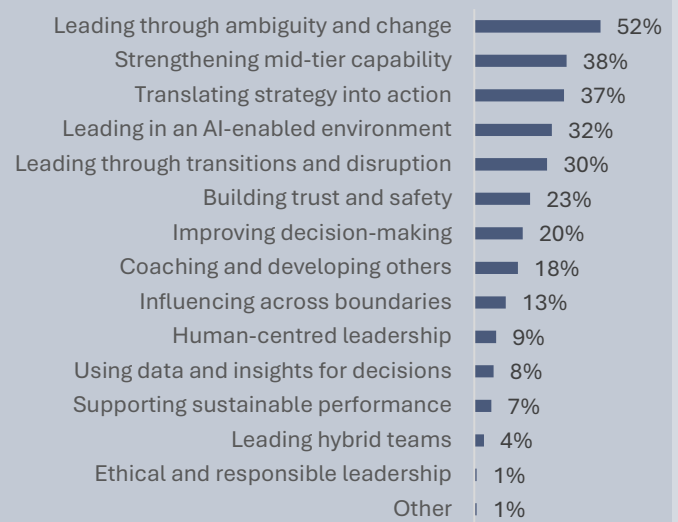 Leading through ambiguity and change 52%
Strengthening mid-tier capability 38%
Translating strategy into action 37%
Leading in an AI-enabled environment 32%
Leading through transitions and disruption 30%
Building trust and safety 23%
Improving decision-making 20%
Coaching and developing others 18%
Influencing across boundaries 13%
Human-centred leadership 9%
Using data and insights for decisions 8%
Supporting sustainable performance 7%
Leading hybrid teams 4%
Ethical and responsible leadership 1%
Other 1%